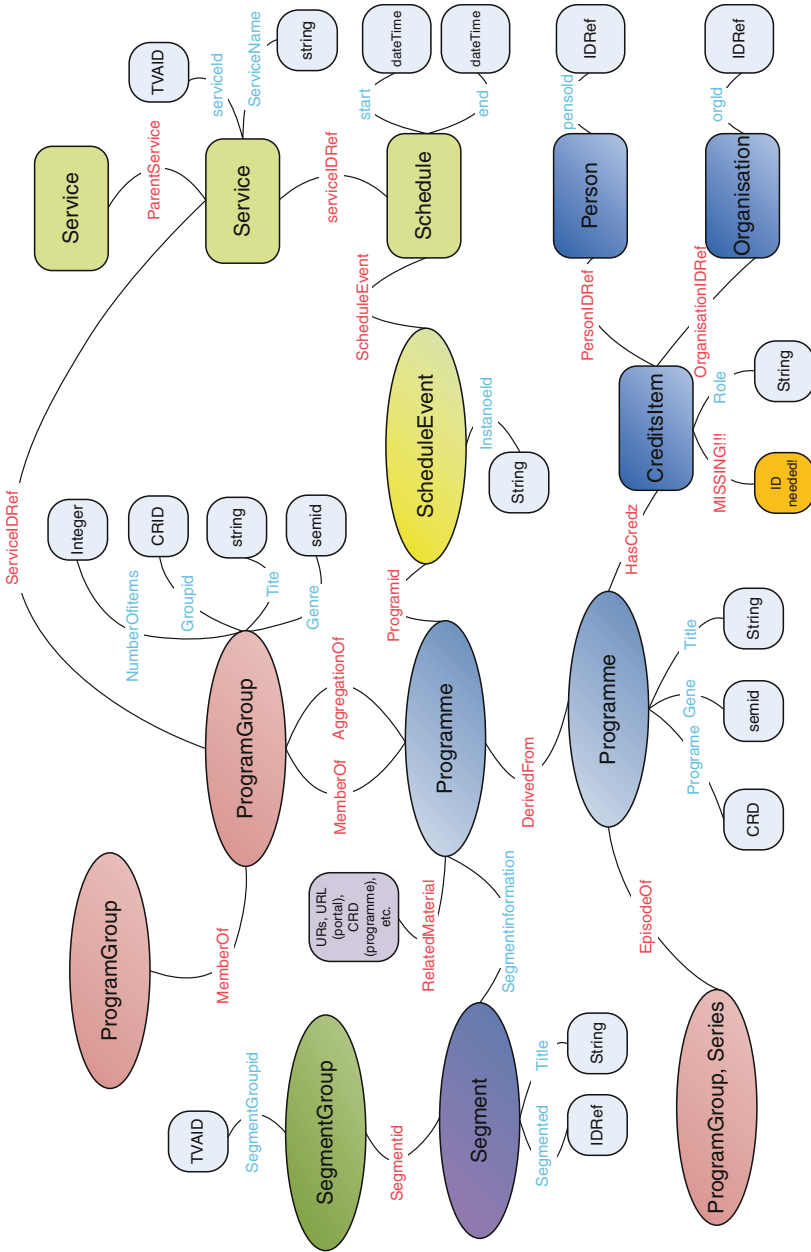 ServiceIDRef
ProgramGroup
MemberOf
TVAID
SegmentGroupid
Service
ParentService
TVAID
serviceId
ServiceName
string
Service
Integer
NumberOfitems
CRID
Groupid
string
Tite
semid
Genre
ProgramGroup
SegmentGroup
Segmentid
MemberOf
AggregationOf
serviceIDRef
URs, URL
(portal),
CRD
(programme),
etc.
RelatedMaterial
ScheduleEvent
start
dateTime
end
dateTime
Schedule
Programid
ScheduleEvent
InstanoeId
String
Programme
Segment
Segmentinformation
DerivedFrom
Segmented
Title
IDRef
String
PersonIDRef
Person
pensold
IDRef
Programme
HasCredz
CreditsItem
EpisodeOf
Programe
Gene
Title
CRD
semid
String
MISSING!!!
Role
ID
needed!
String
OrganisationIDRef
Organisation
orgId
IDRef
ProgramGroup, Series